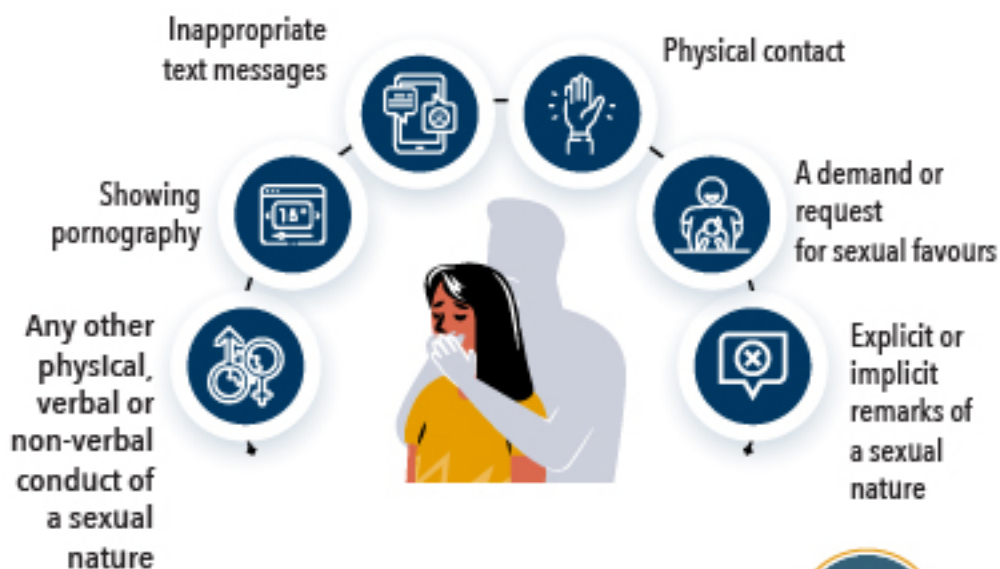 Inappropriate
text messages
Physical contact
Showing
pornography
A demand or
request
for sexual favours
Any other
physical,
verbal or
non-verbal
conduct of
a sexual
nature
Explicit or
implicit
remarks of
a sexual
nature
18+